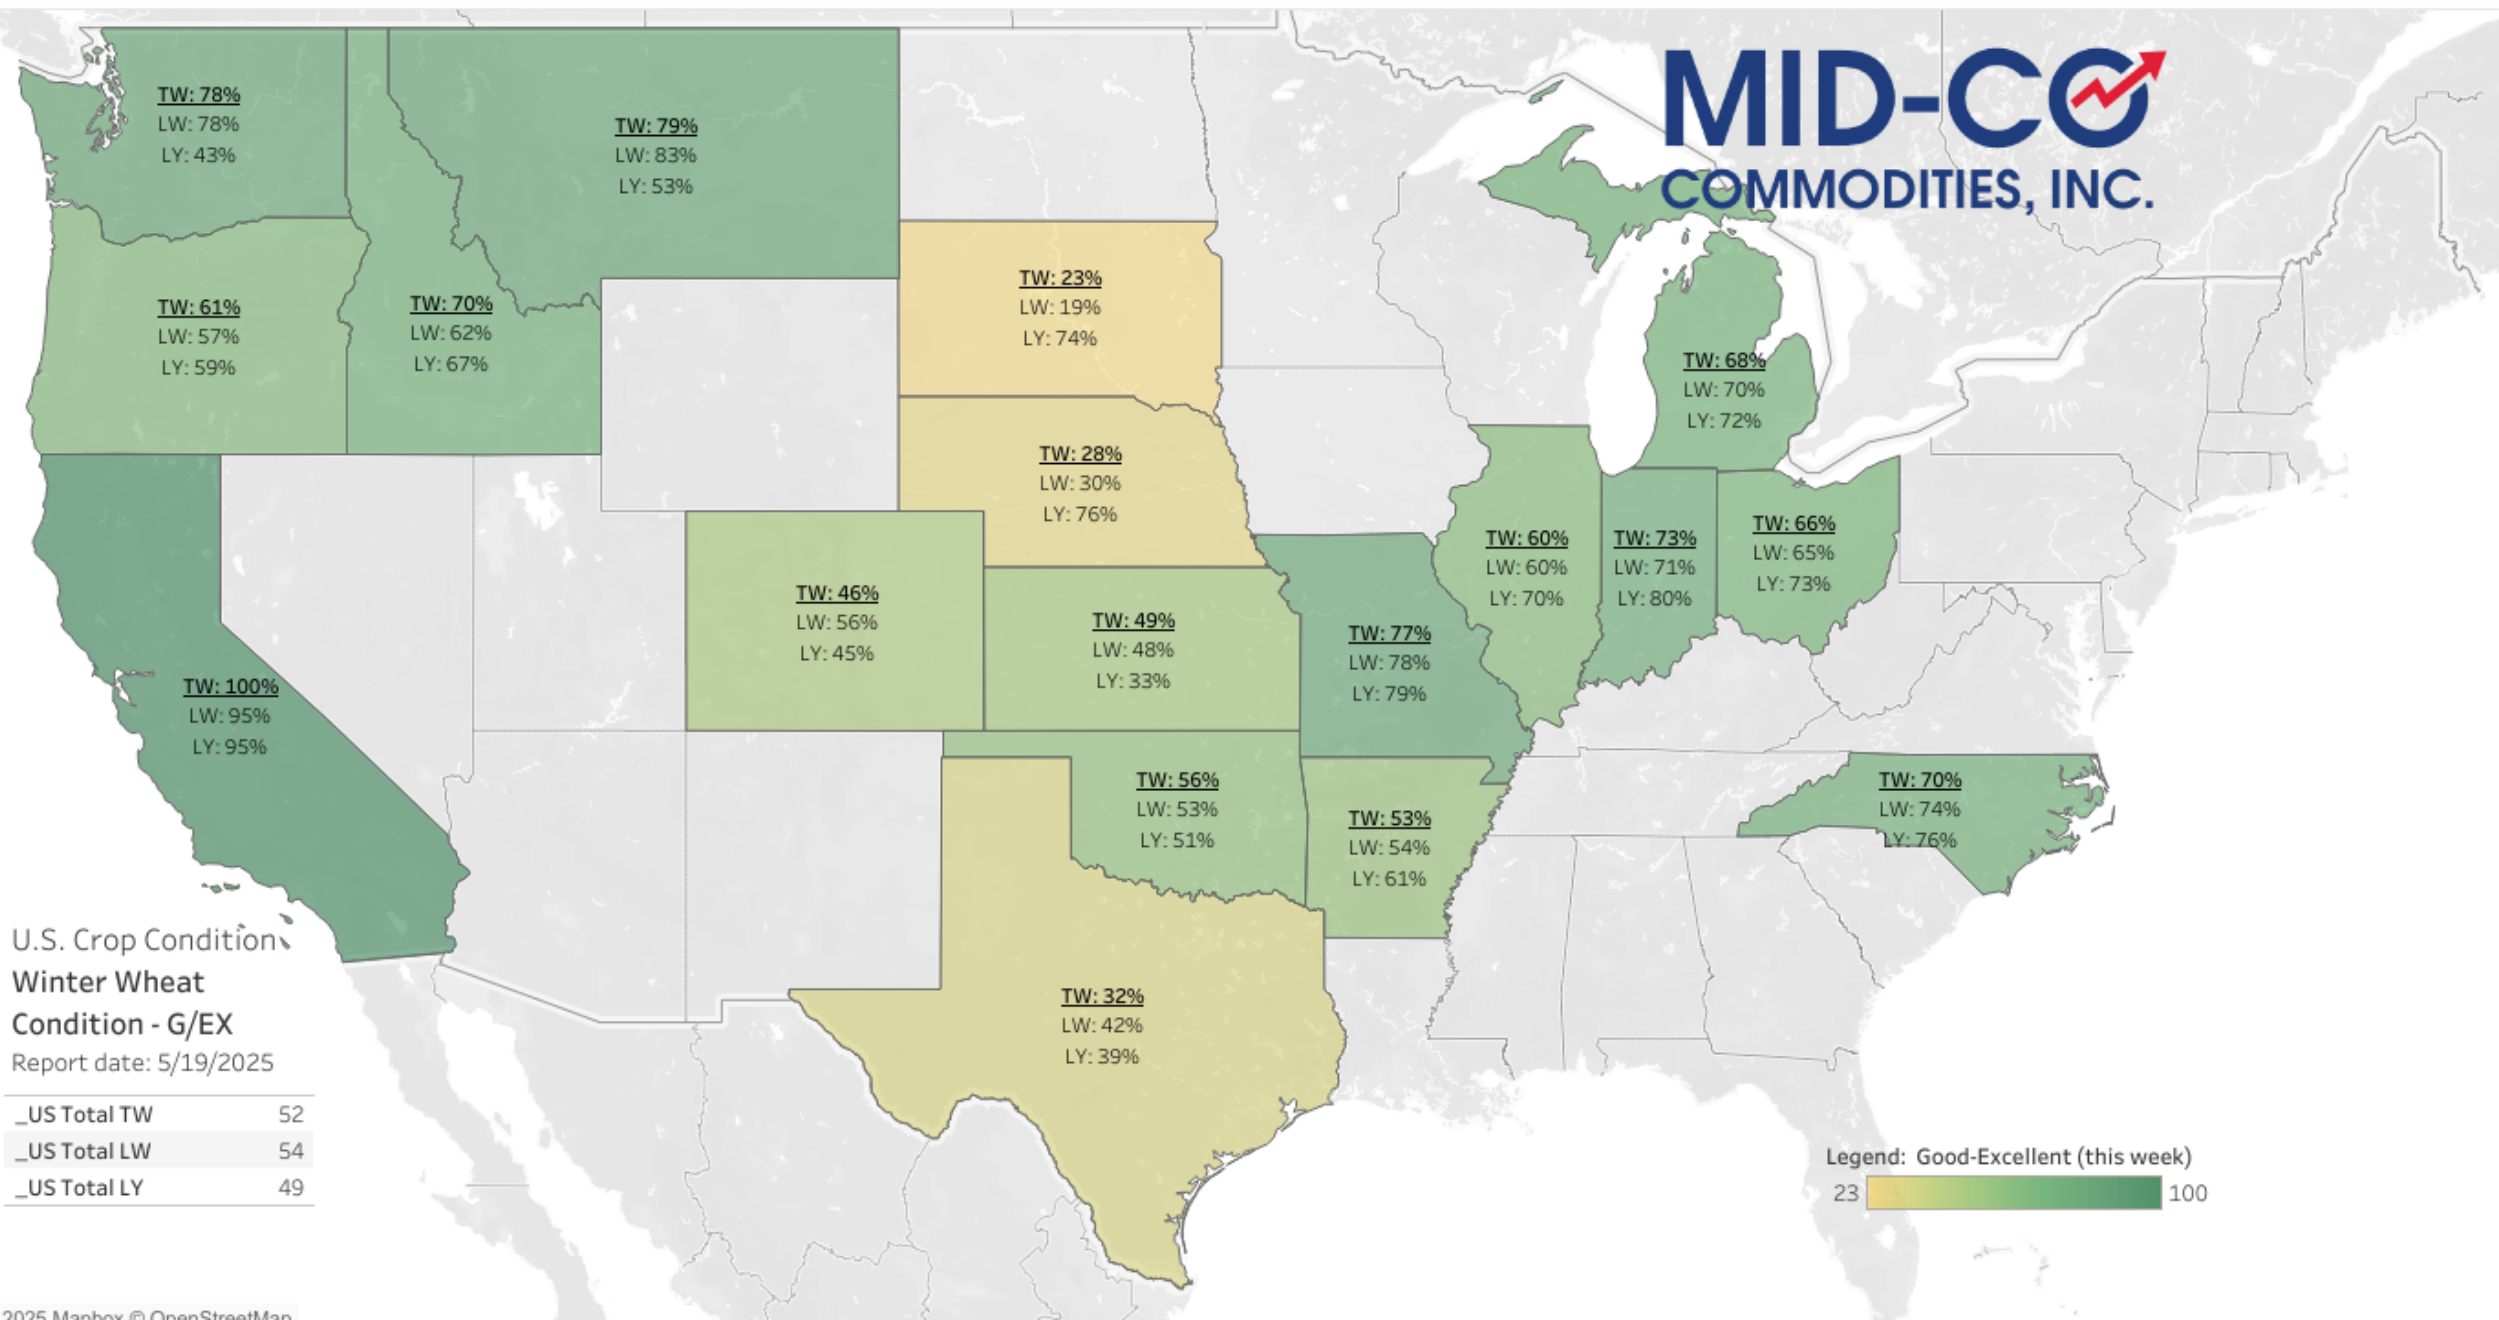 MID-CO
COMMODITIES, INC.
TW: 78%
LW: 78%
LY: 43%
TW: 79%
LW: 83%
LY: 53%
TW: 61%
LW: 57%
LY: 59%
TW: 70%
LW: 62%
LY: 67%
TW: 23%
LW: 19%
LY: 74%
TW: 28%
LW: 30%
LY: 76%
TW: 68%
LW: 70%
LY: 72%
TW: 60%
LW: 60%
LY: 70%
TW: 73%
LW: 71%
LY: 80%
TW: 66%
LW: 65%
LY: 73%
TW: 46%
LW: 56%
LY: 45%
TW: 49%
LW: 48%
LY: 33%
TW: 77%
LW: 78%
LY: 79%
TW: 100%
LW: 95%
LY: 95%
TW: 56%
LW: 53%
LY: 51%
TW: 53%
LW: 54%
LY: 61%
TW: 70%
LW: 74%
LY: 76%
TW: 32%
LW: 42%
LY: 39%
U.S. Crop Condition
Winter Wheat
Condition - G/EX
Report date: 5/19/2025
_US Total TW 52
_US Total LW 54
_US Total LY 49
Legend: Good-Excellent (this week)
23 100
2025 Mapbox © OpenStreetMap